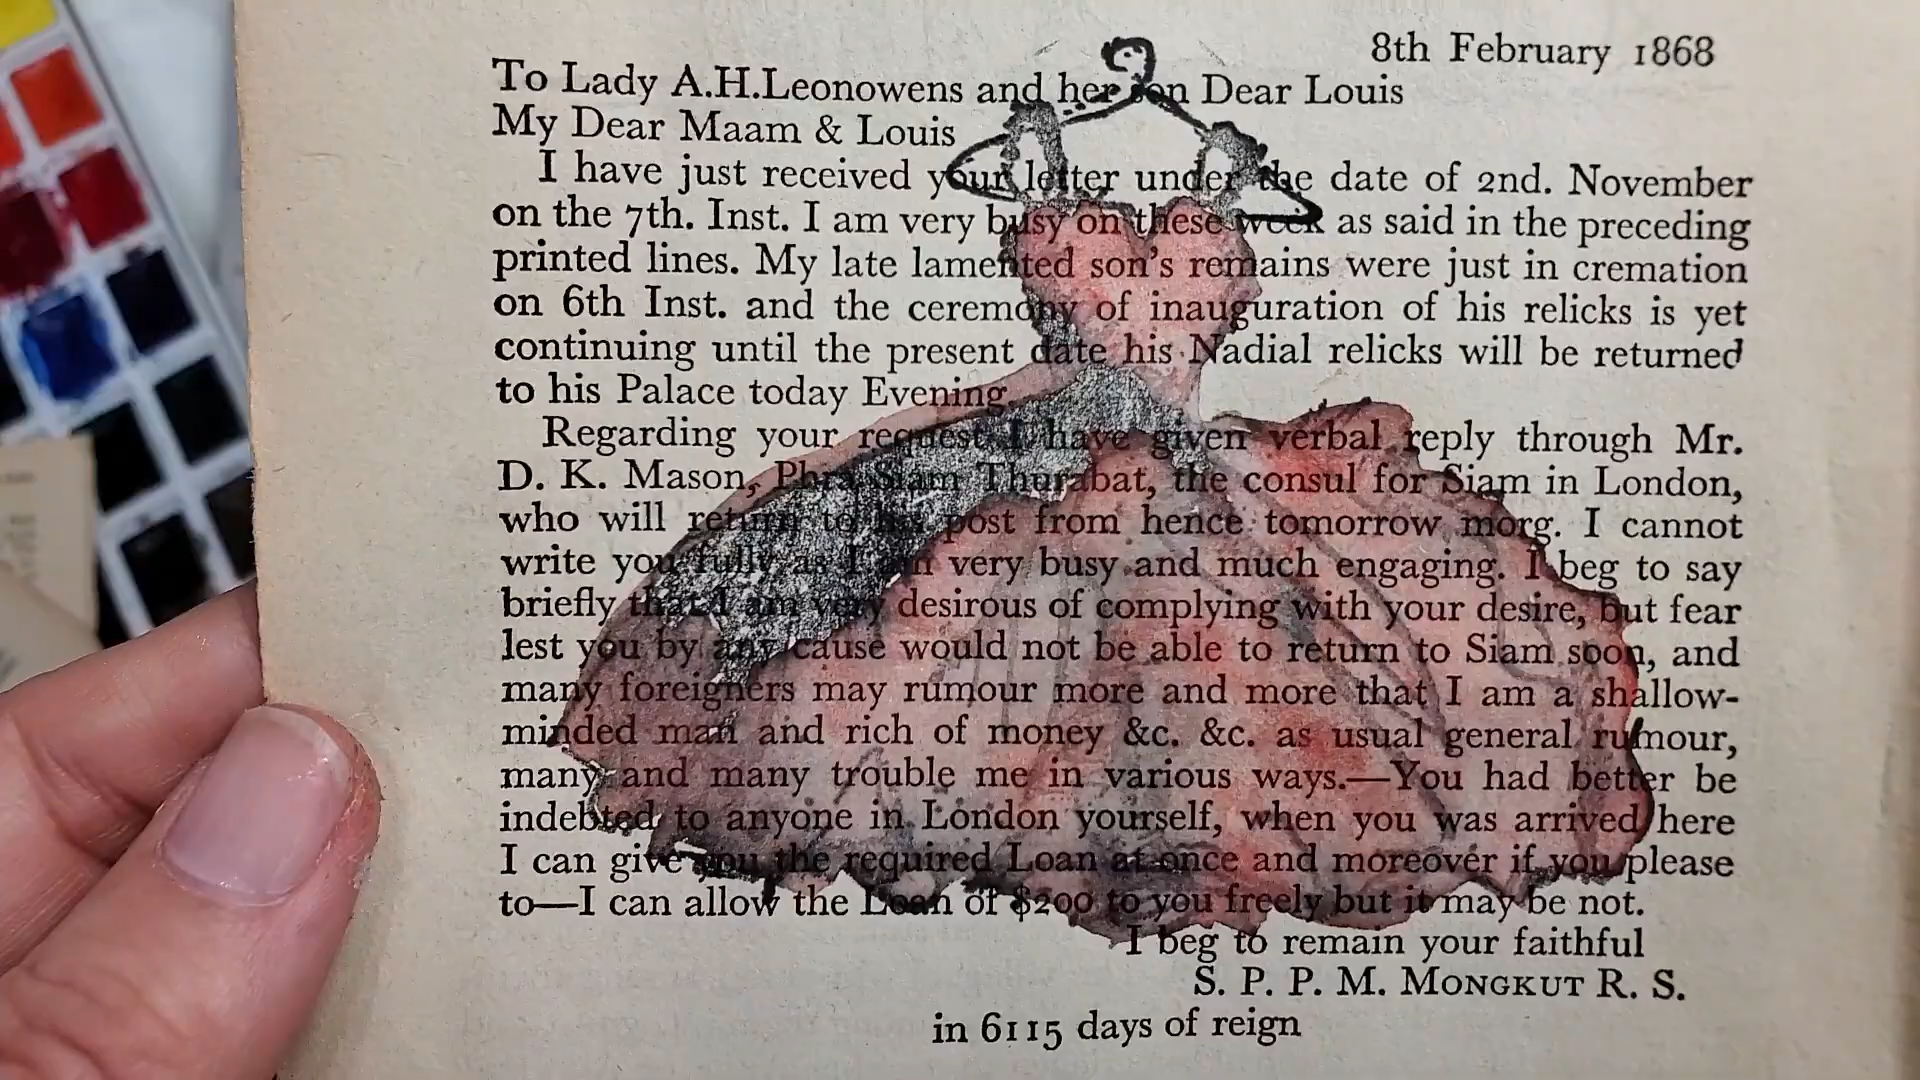 8th February 1868
To Lady A.H.Leonowens and her son Dear Louis
My Dear Maam & Louis
I have just received your letter under the date of 2nd. November
on the 7th. Inst. I am very busy on these week as said in the preceding
printed lines. My late lamented son's remains were just in cremation
on 6th Inst. and the ceremony of inauguration of his relicks is yet
continuing until the present date his Nadial relicks will be returned
to his Palace today Evening.
Regarding your request I have given verbal reply through Mr.
D. K. Mason, Phra Siam Thurabat, the consul for Siam in London,
who will return to his post from hence tomorrow morg. I cannot
write you fully as I am very busy and much engaging. I beg to say
briefly that I am very desirous of complying with your desire, but fear
lest you by any cause would not be able to return to Siam soon, and
many foreigners may rumour more and more that I am a shallow-
minded man and rich of money &c. &c. as usual general rumour,
many and many trouble me in various ways.—You had better be
indebted to anyone in London yourself, when you was arrived here
I can give you the required Loan at once and moreover if you please
to—I can allow the Loan of $200 to you freely but it may be not.
I beg to remain your faithful
S. P. P. M. MONGKUT R. S.
in 6115 days of reign